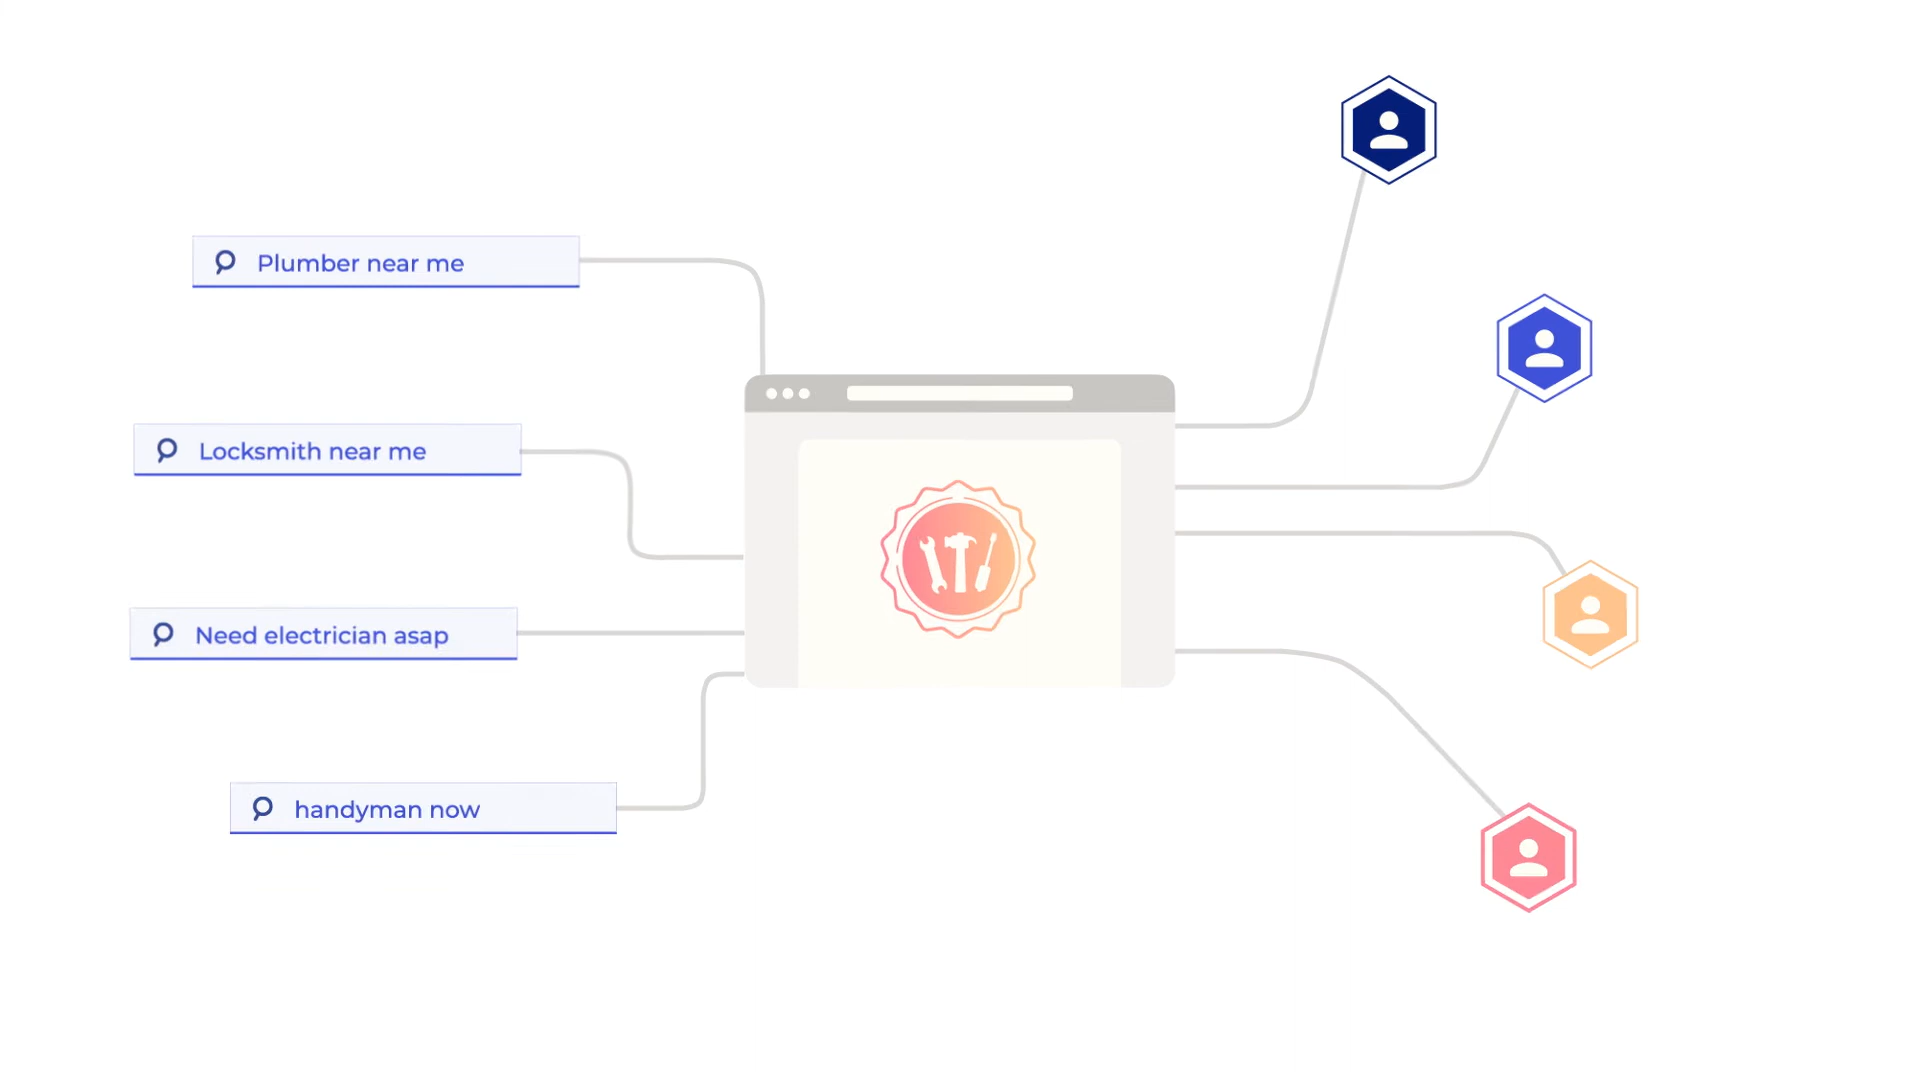 Plumber near me
Locksmith near me
Need electrician asap
handyman now